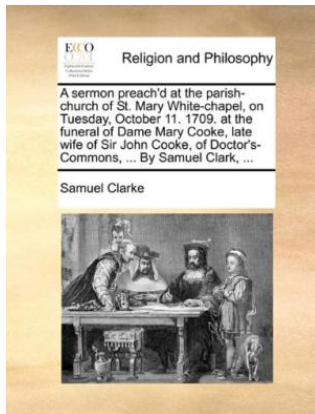 ECCO
Religion and Philosophy
A sermon preach'd at the parish-
church of St. Mary White-chapel, on
Tuesday, October 11. 1709. at the
funeral of Dame Mary Cooke, late
wife of Sir John Cooke, of Doctor's-
Commons, ... By Samuel Clark, ...
Samuel Clarke